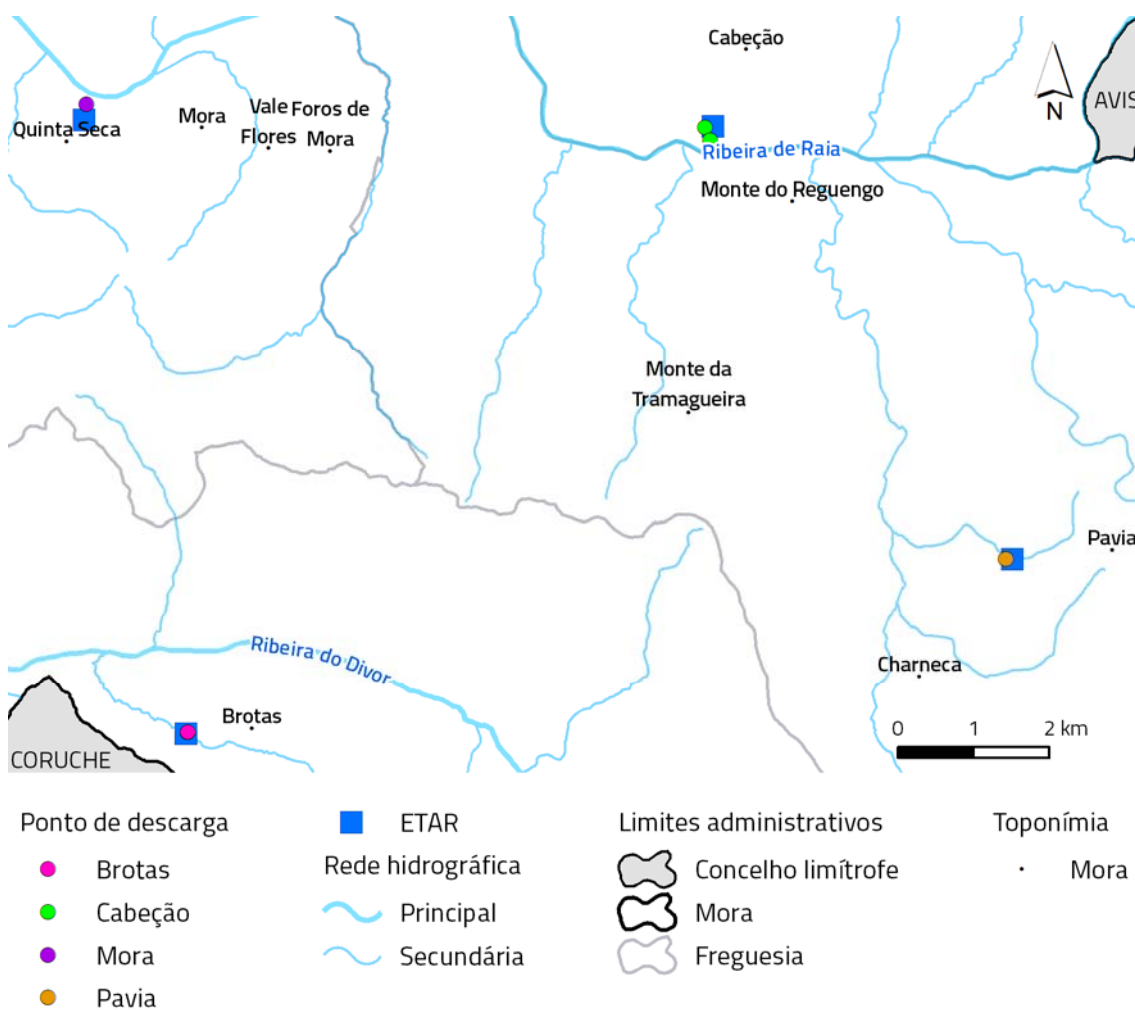 Cabeção
N
AVIS
Quinta Seca
Mora
Vale
Flores
Foros de
Mora
Ribeira de Raia
Monte do Reguengo
Monte da
Tramagueira
Pavia
Ribeira do Divor
Charneca
Brotas
CORUCHE
0 1 2 km
Ponto de descarga
Brotas
Cabeção
Mora
Pavia
ETAR
Rede hidrográfica
Principal
Secundária
Limites administrativos
Concelho limítrofe
Mora
Freguesia
Toponímia
Mora